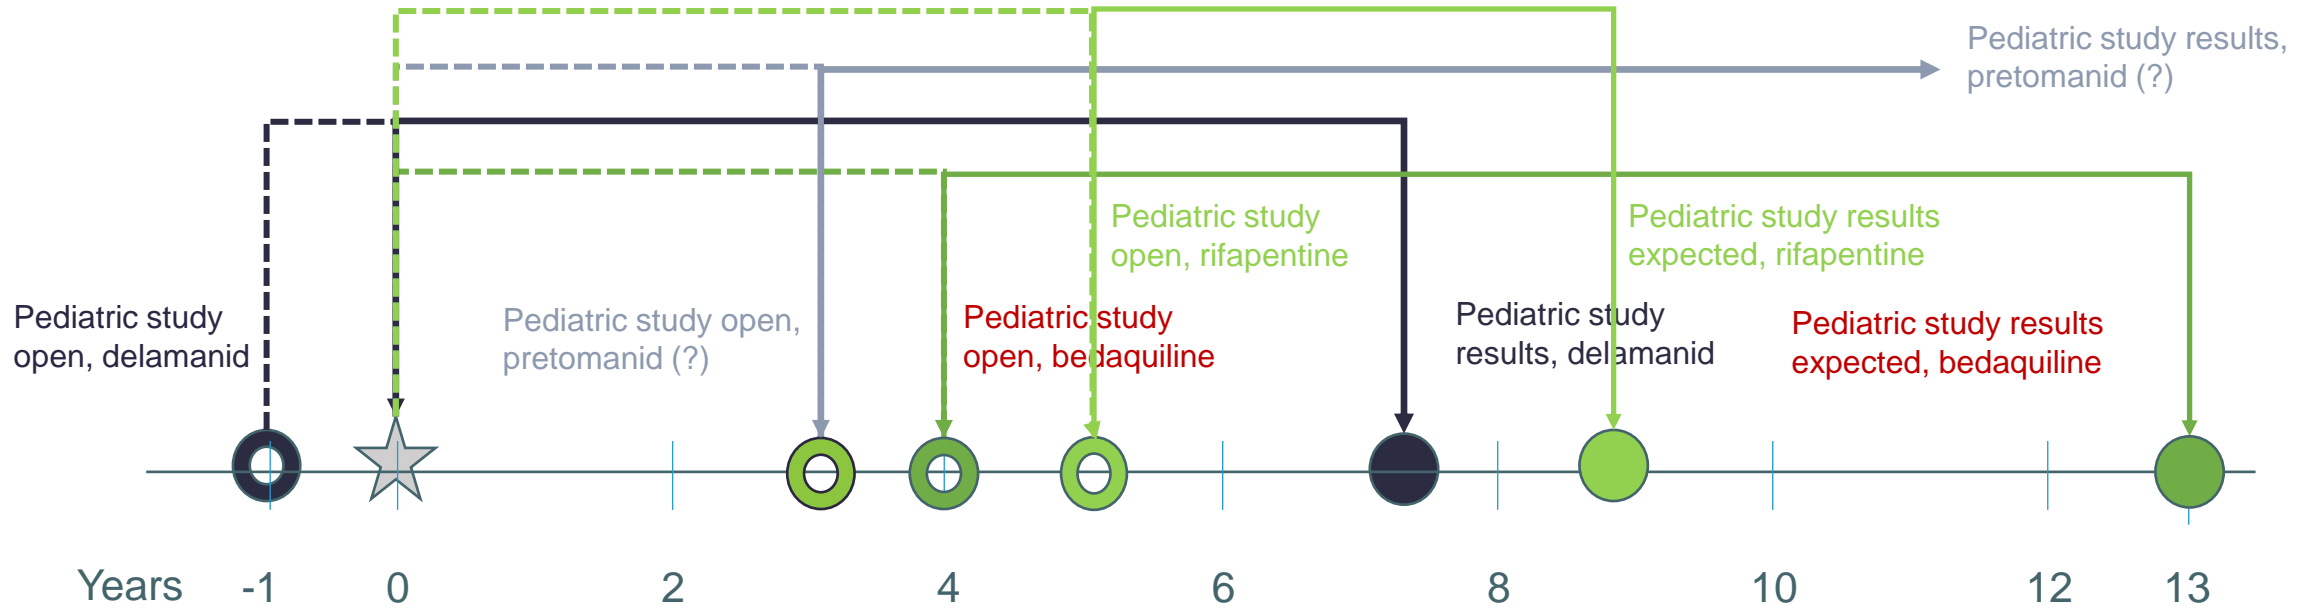 Pediatric study results,
pretomanid (?)
Pediatric study
open, rifapentine
Pediatric study results
expected, rifapentine
Pediatric study
open, delamanid
Pediatric study open,
pretomanid (?)
Pediatric study
open, bedaquiline
Pediatric study
results, delamanid
Pediatric study results
expected, bedaquiline
Years -1 0 2 4 6 8 10 12 13